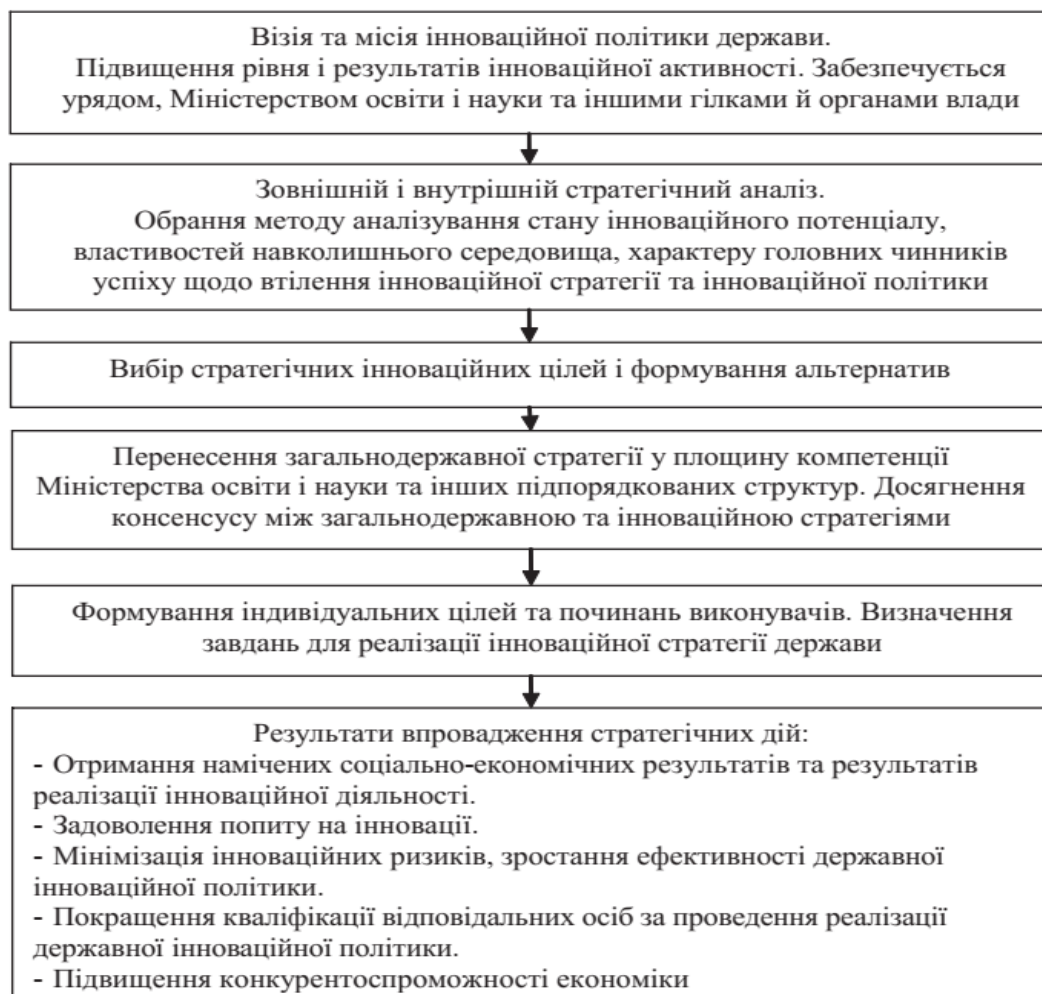 Візія та місія інноваційної політики держави.
Підвищення рівня і результатів інноваційної активності. Забезпечується
урядом, Міністерством освіти і науки та іншими гілками й органами влади
Зовнішній і внутрішній стратегічний аналіз.
Обрання методу аналізування стану інноваційного потенціалу,
властивостей навколишнього середовища, характеру головних чинників
успіху щодо втілення інноваційної стратегії та інноваційної політики
Вибір стратегічних інноваційних цілей і формування альтернатив
Перенесення загальнодержавної стратегії у площину компетенції
Міністерства освіти і науки та інших підпорядкованих структур. Досягнення
консенсусу між загальнодержавною та інноваційною стратегіями
Формування індивідуальних цілей та починань виконувачів. Визначення
завдань для реалізації інноваційної стратегії держави
Результати впровадження стратегічних дій:
- Отримання намічених соціально-економічних результатів та результатів
реалізації інноваційної діяльності.
- Задоволення попиту на інновації.
- Мінімізація інноваційних ризиків, зростання ефективності державної
інноваційної політики.
- Покращення кваліфікації відповідальних осіб за проведення реалізації
державної інноваційної політики.
- Підвищення конкурентоспроможності економіки